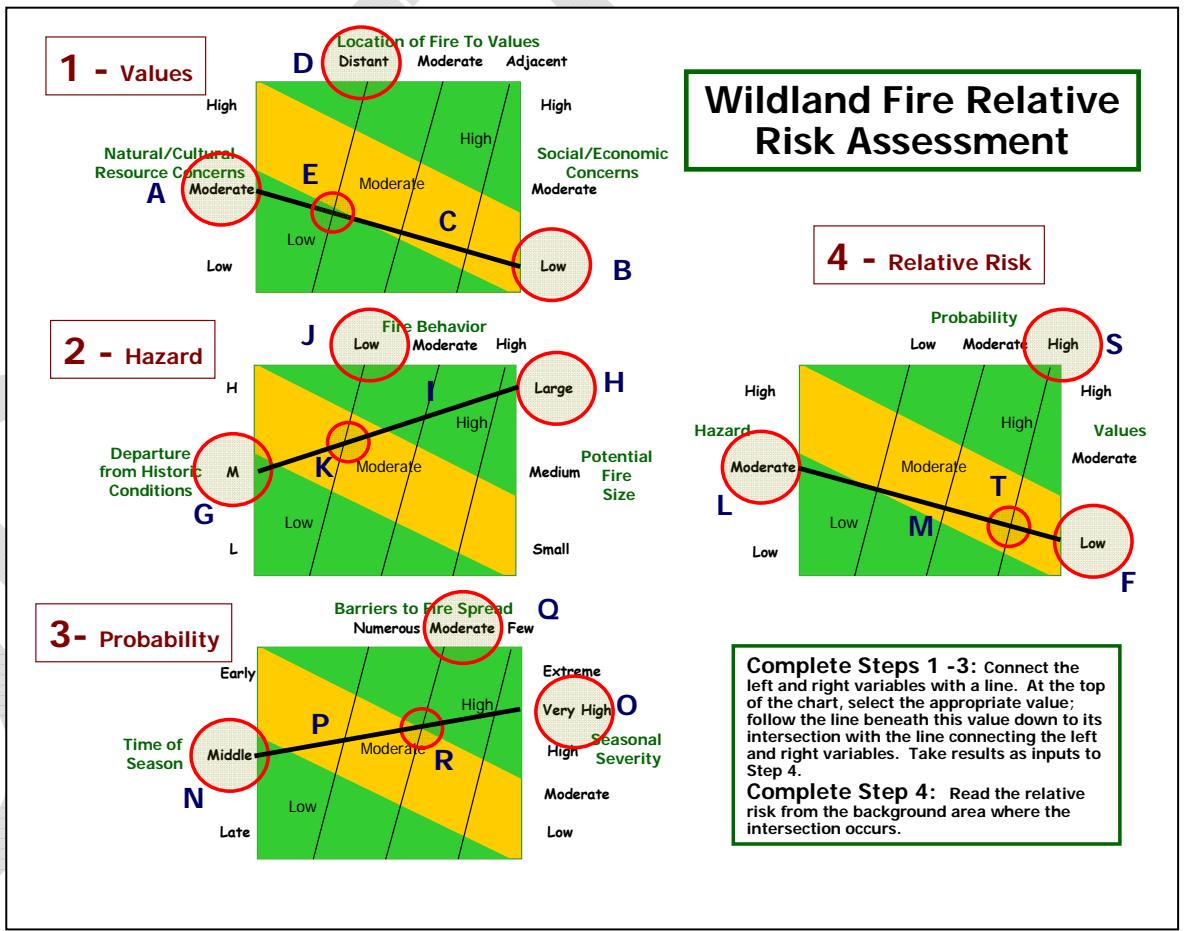 Wildland Fire Relative
Risk Assessment
1 - Values
Location of Fire To Values
D
Distant Moderate Adjacent
High
High
High
Natural/Cultural
Resource Concerns
Social/Economic
Concerns
A
Moderate
E
Moderate
Moderate
C
Low
Low
Low
B
2 - Hazard
J
Fire Behavior
Low Moderate High
H
I
Large
H
High
Departure
from Historic
Conditions
M
K
Moderate
Medium
Potential
Fire
Size
G
Low
L
Small
3- Probability
Barriers to Fire Spread
Q
Numerous Moderate Few
Early
Extreme
High
Very High
O
P
Time of
Season
Middle
Moderate
R
High
Seasonal
Severity
N
Low
Moderate
Late
Low
4 - Relative Risk
Probability
Low Moderate High
S
High
High
High
Hazard
Values
Moderate
Moderate
Moderate
L
T
M
Low
Low
Low
F
Complete Steps 1 -3: Connect the
left and right variables with a line. At the top
of the chart, select the appropriate value;
follow the line beneath this value down to its
intersection with the line connecting the left
and right variables. Take results as inputs to
Step 4.
Complete Step 4: Read the relative
risk from the background area where the
intersection occurs.